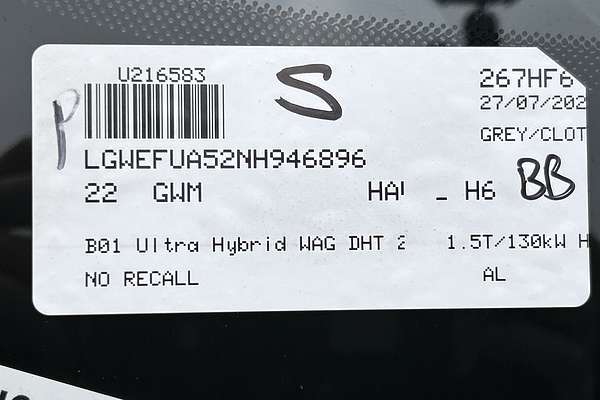 U216583 S 267HF6
P 27/07/202
GREY/CLOT
LGWEFUA52NH946896
22 GWM HA _ H6 BB
B01 Ultra Hybrid WAG DHT 2 1.5T/130kW H
NO RECALL AL